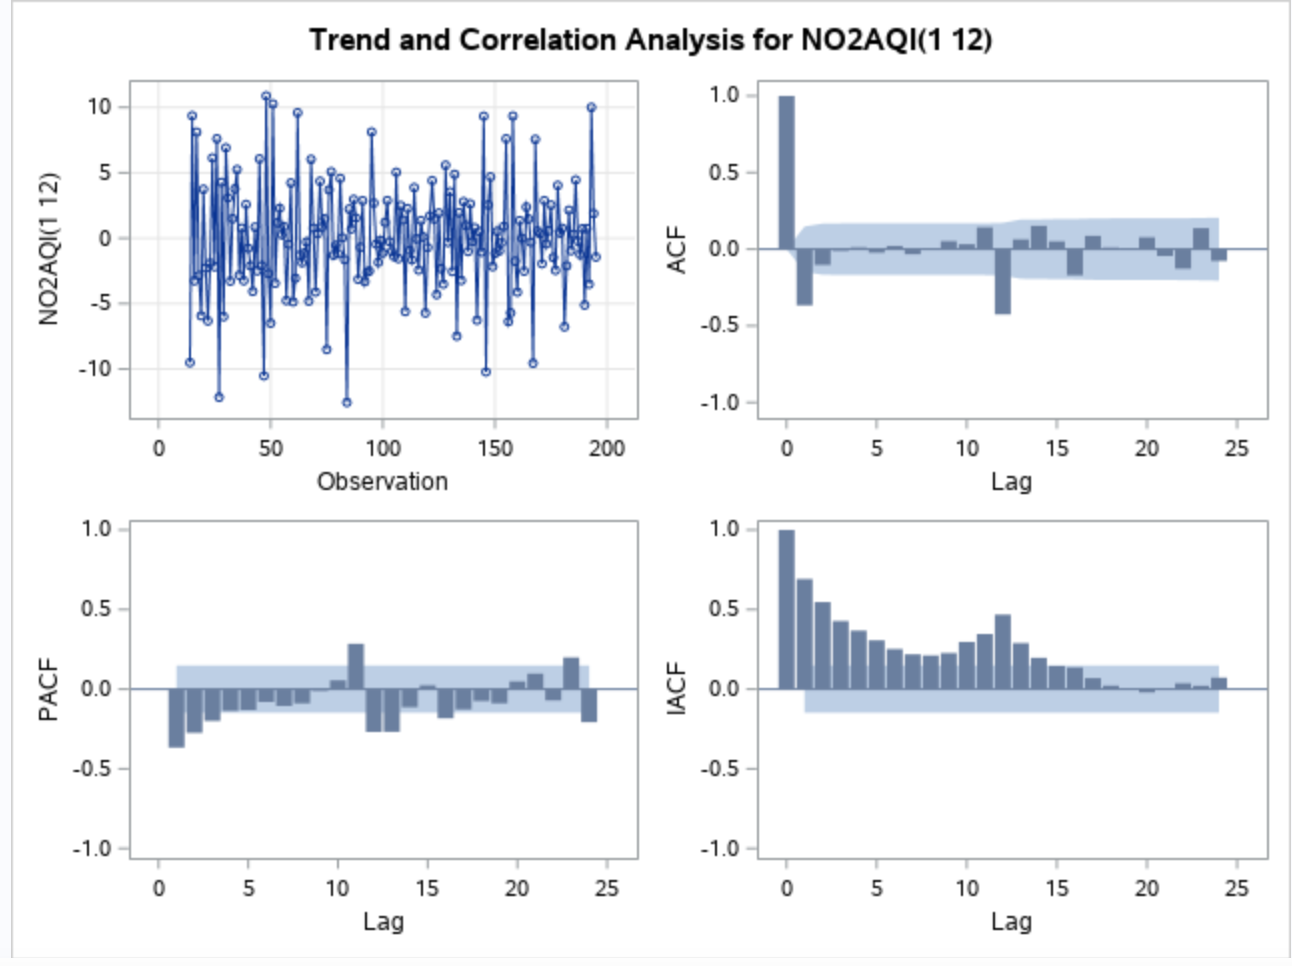 Trend and Correlation Analysis for NO2AQI(1 12)
NO2AQI(1 12)
10
5
0
-5
-10
0 50 100 150 200
Observation
ACF
1.0
0.5
0.0
-0.5
-1.0
0 5 10 15 20 25
Lag
PACF
1.0
0.5
0.0
-0.5
-1.0
0 5 10 15 20 25
Lag
IACF
1.0
0.5
0.0
-0.5
-1.0
0 5 10 15 20 25
Lag